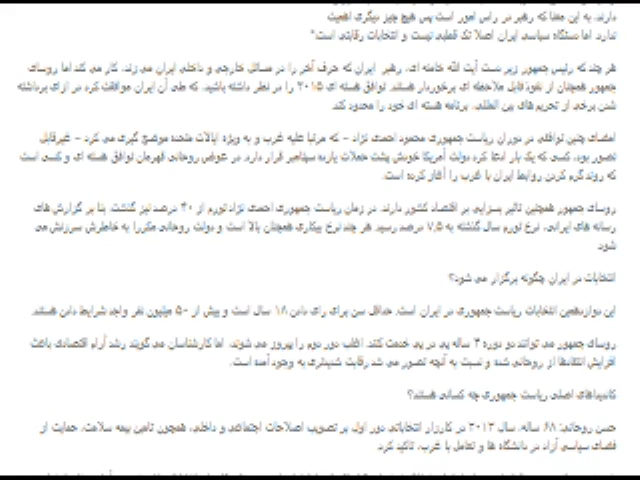 دارند. به این معنا که رهبر در راس امور است پس هیچ چیز دیگری اهمیت
ندارد. اما دستگاه سیاسی ایران اصلا تک قطبی نیست و انتخابات رقابتی است."
هر چند که رئیس جمهور زیر دست آیت الله خامنه ای، رهبر ایران که حرف آخر را در مسائل خارجی و داخلی ایران می زند، کار می کند اما روسای
جمهور همچنان از نفوذ قابل ملاحظه ای برخوردار هستند. توافق هسته ای ۲۰۱۵ را در نظر داشته باشید، که طی آن ایران موافقت کرد در ازای برداشته
شدن برخی از تحریم های بین المللی، برنامه هسته ای خود را محدود کند.
امضای چنین توافقی در دوران ریاست جمهوری محمود احمدی نژاد – که مرتبا علیه غرب و به ویژه ایالات متحده موضع گیری می کرد – غیرقابل
تصور بود، کسی که یک بار ادعا کرد دولت آمریکا خودش پشت حملات یازده سپتامبر قرار دارد. در عوض روحانی قهرمان توافق هسته ای و کسی است
که روند گرم کردن روابط ایران با غرب را آغاز کرده است.
روسای جمهور همچنین تاثیر بسزایی بر اقتصاد کشور دارند. در زمان ریاست جمهوری احمدی نژاد تورم از ۴۰ درصد نیز گذشت. بنا بر گزارش های
رسانه های ایرانی، نرخ تورم سال گذشته به ۷.۵ درصد رسید. هر چند نرخ بیکاری همچنان بالا است و دولت روحانی مکررا به خاطرش سرزنش می
شود.
انتخابات در ایران چگونه برگزار می شود؟
این دوازدهمین انتخابات ریاست جمهوری در ایران است. حداقل سن برای رای دادن ۱۸ سال است و بیش از ۵۰ میلیون نفر واجد شرایط دادن هستند.
روسای جمهور می توانند دو دوره ۴ ساله پی در پی خدمت کنند. اغلب دور دوم را پیروز می شوند، اما کارشناسان می گویند رشد آرام اقتصادی باعث
افزایش انتقادها از روحانی شده و نسبت به آنچه تصور می شد رقابت شدیدتری به وجود آمده است.
کاندیداهای اصلی ریاست جمهوری چه کسانی هستند؟
حسن روحانی: ۶۸ ساله. سال ۲۰۱۳ در کارزار انتخاباتی دور اول بر تصویب اصلاحات اجتماعی و داخلی، همچون تامین بیمه سلامت، حمایت از
فضای سیاسی آزاد در دانشگاه ها و تعامل با غرب، تاکید کرد.